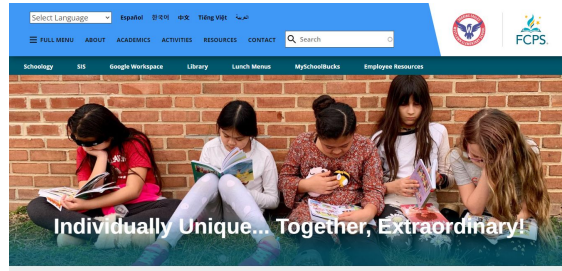 Select Language Español 한국어 中文 Tiếng Việt العربية
FULL MENU ABOUT ACADEMICS ACTIVITIES RESOURCES CONTACT Search
FCPS
Schoology SIS Google Workspace Library Lunch Menus MySchoolBucks Employee Resources
Individually Unique... Together, Extraordinary!